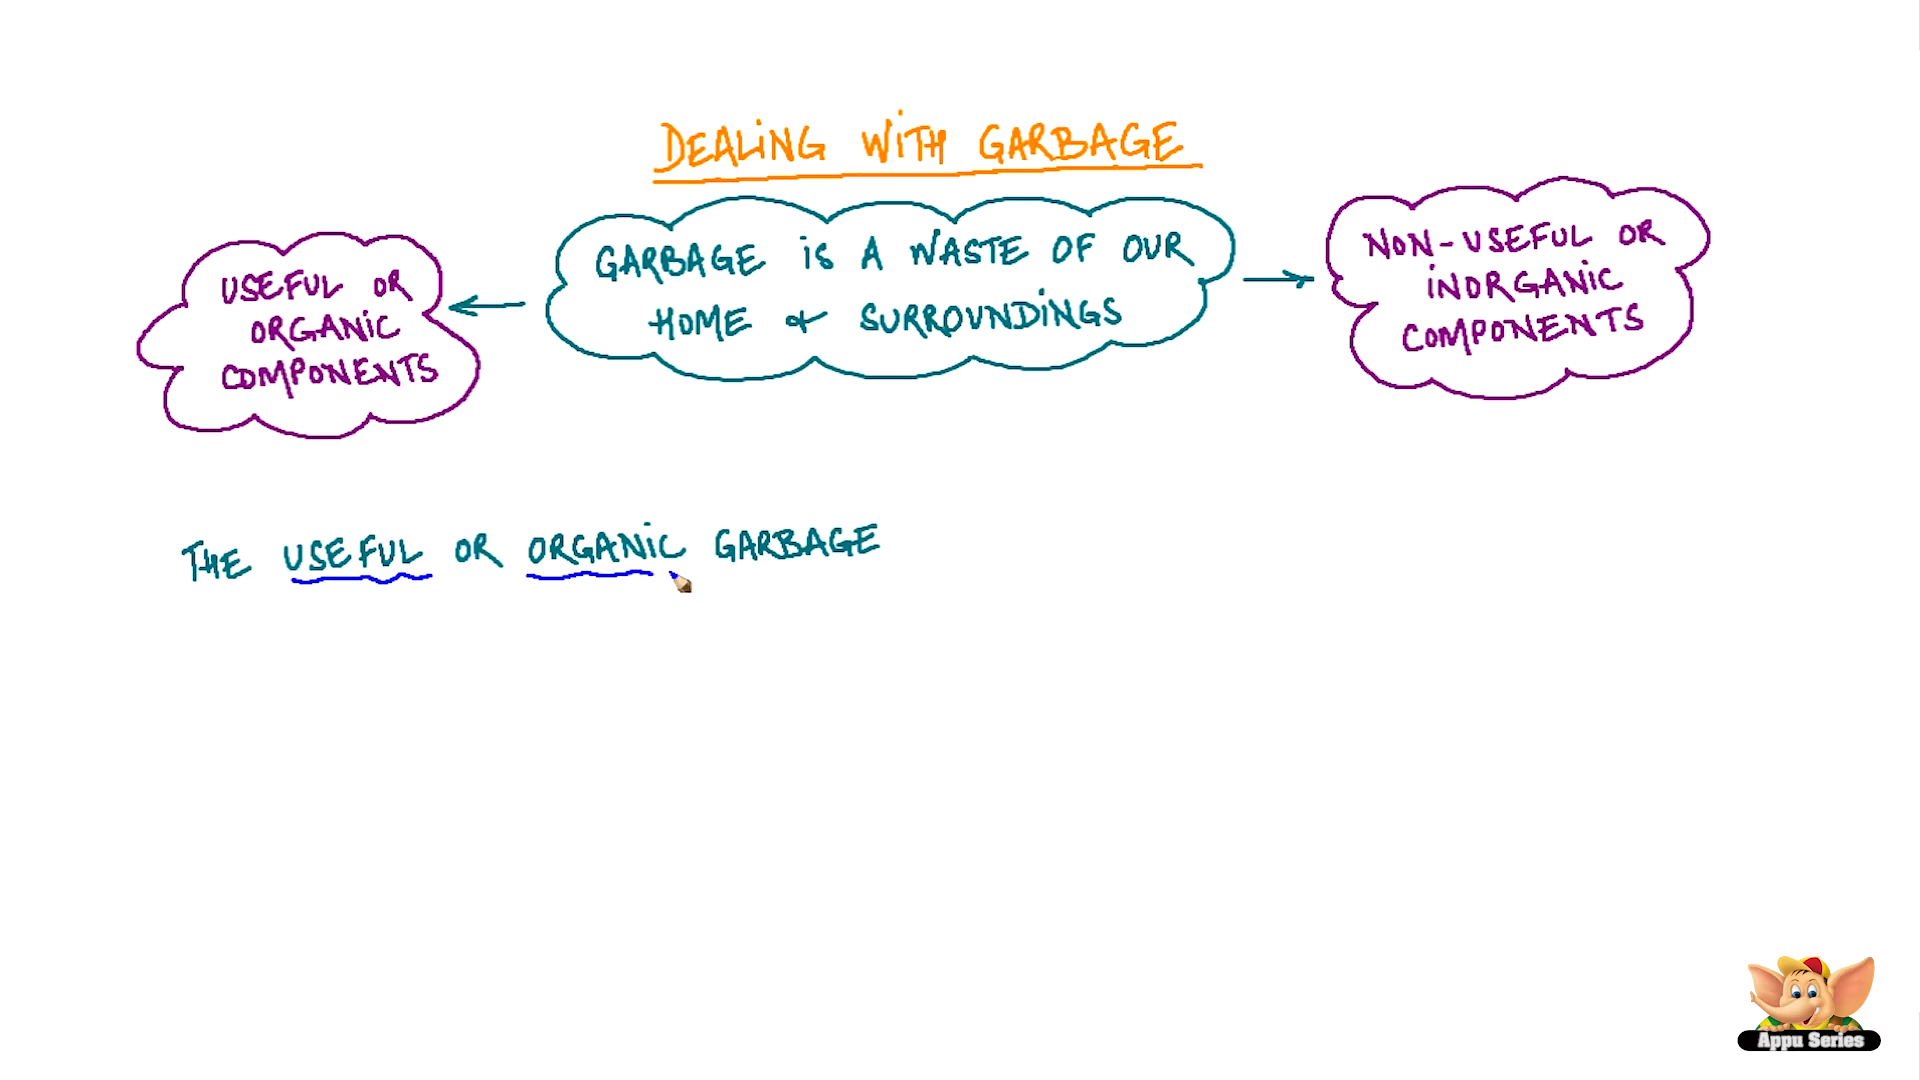 DEALiNG WiTH GARBAGE
USEFUL OR
ORGANiC
COMPONENTS
GARBAGE iS A WASTE OF OUR
HOME & SURROUNDiNGS
NON-USEFUL OR
iNORGANiC
COMPONENTS
THE USEFUL OR ORGANiC GARBAGE
Appu Series